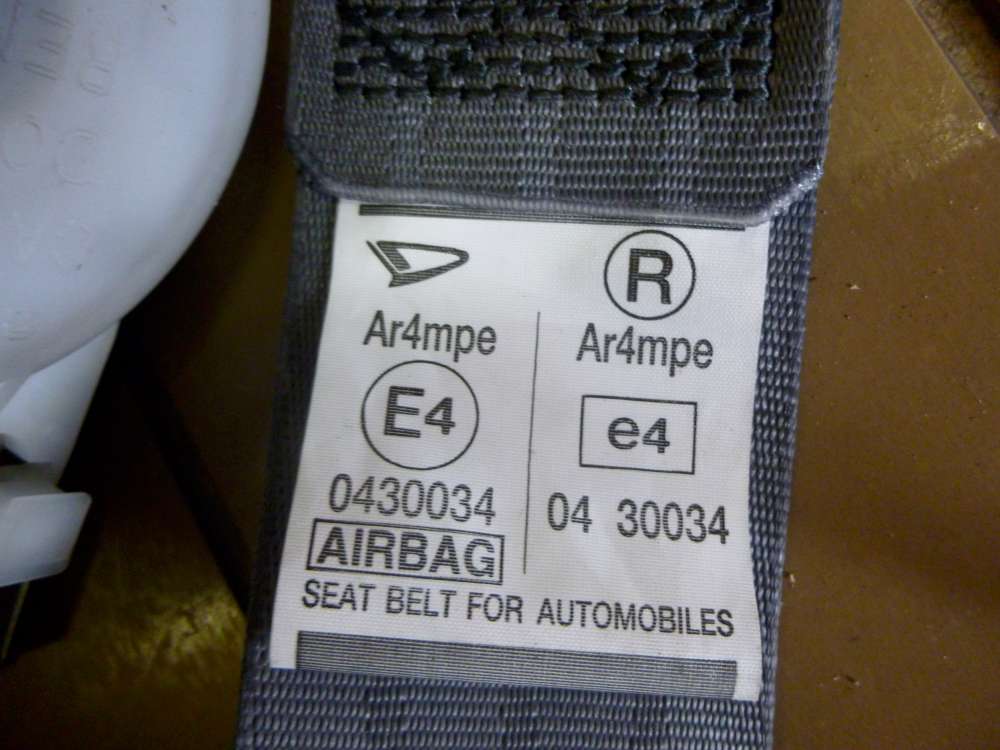 R
Ar4mpe
Ar4mpe
E4
e4
0430034
04 30034
AIRBAG
SEAT BELT FOR AUTOMOBILES